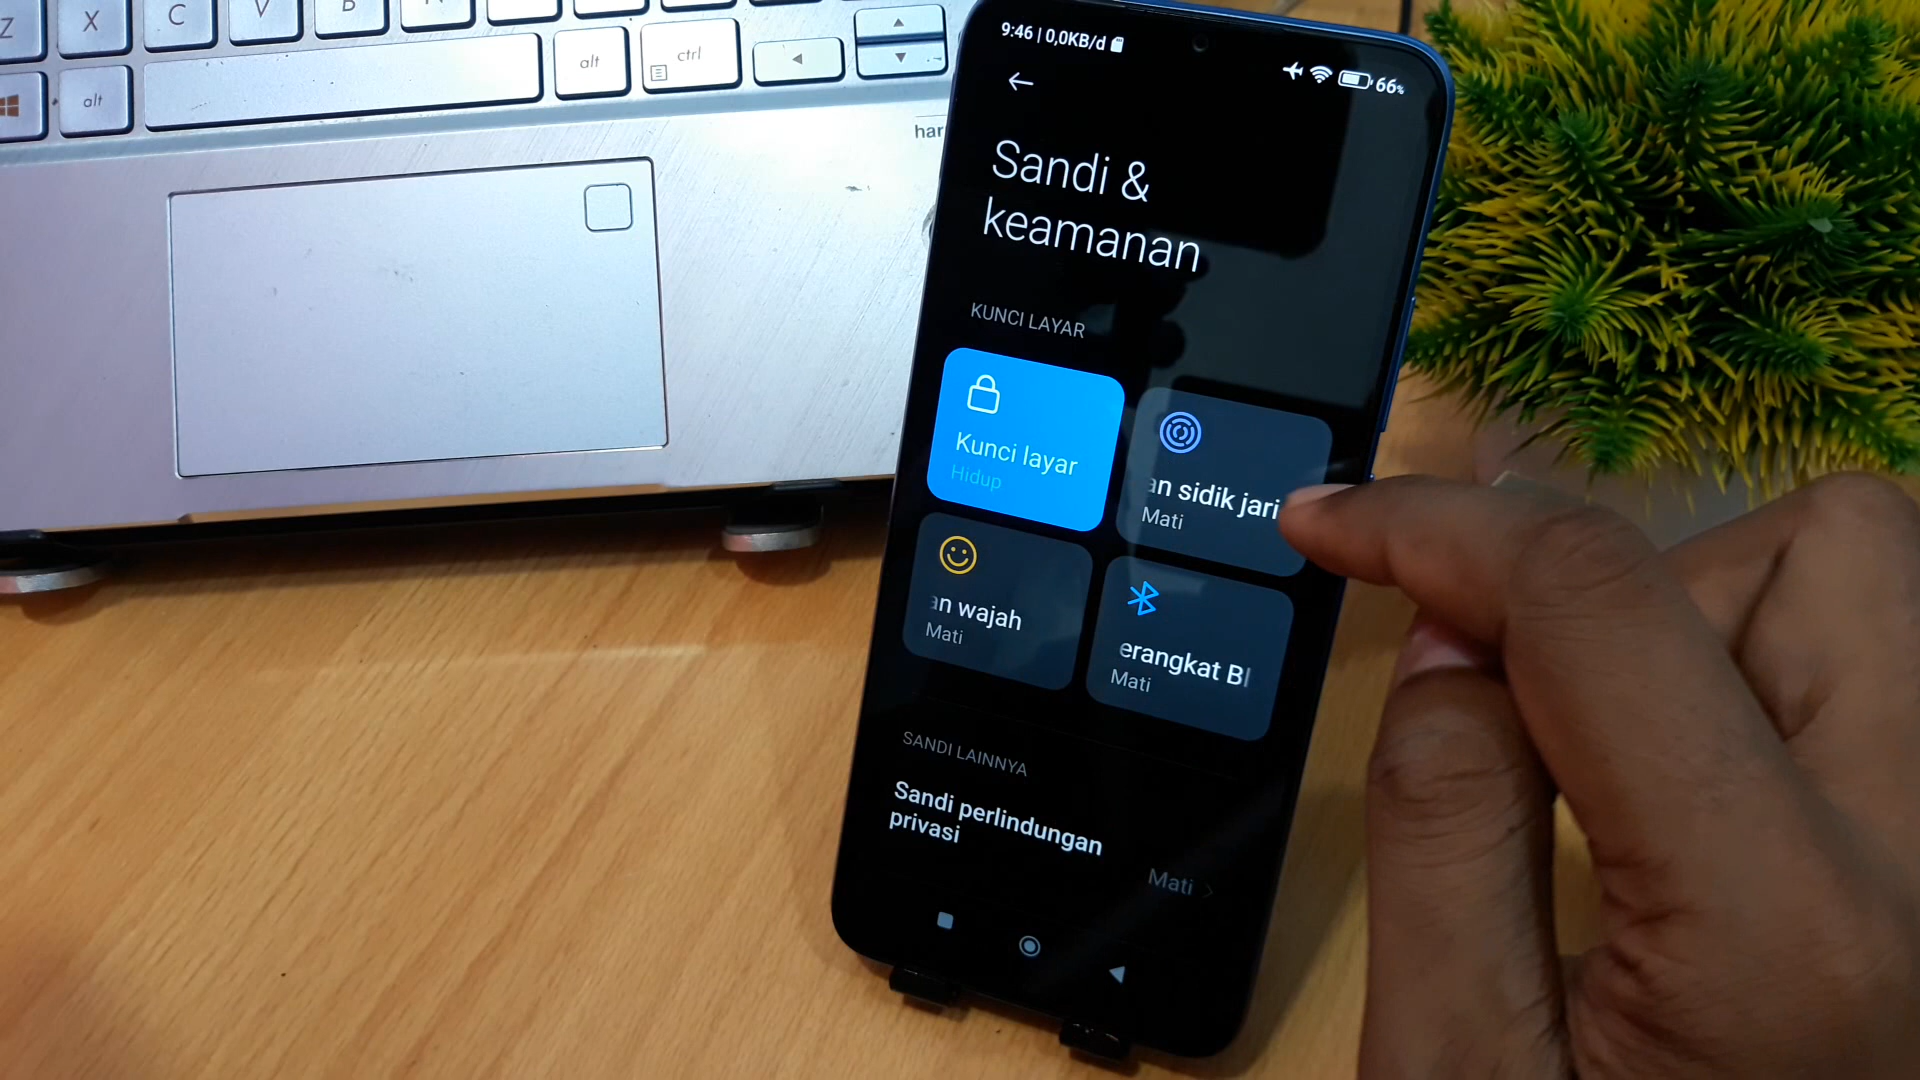 Z X C V B
alt
alt
ctrl
har
9:46 | 0,0KB/d
66%
Sandi &
keamanan
KUNCI LAYAR
Kunci layar
Hidup
an sidik jari
Mati
an wajah
Mati
erangkat Bl
Mati
SANDI LAINNYA
Sandi perlindungan
privasi
Mati